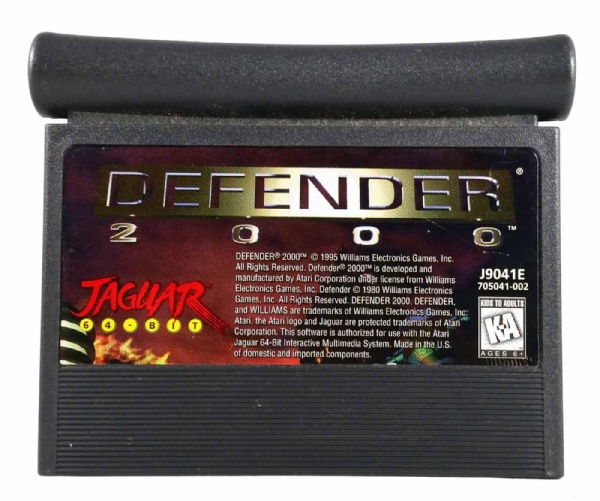 DEFENDER®
2000™
DEFENDER® 2000™ © 1995 Williams Electronics Games, Inc.
All Rights Reserved. Defender® 2000™ is developed and
manufactured by Atari Corporation under license from Williams
Electronics Games, Inc. Defender © 1980 Williams Electronics
Games, Inc. All Rights Reserved. DEFENDER 2000. DEFENDER,
and WILLIAMS are trademarks of Williams Electronics Games, Inc.
Atari, the Atari logo and Jaguar are protected trademarks of Atari
Corporation. This software is authorized for use with the Atari
Jaguar 64-Bit Interactive Multimedia System. Made in the U.S.
of domestic and imported components.
JAGUAR
64-BIT
J9041E
705041-002
KIDS TO ADULTS
K-A
AGES 6+